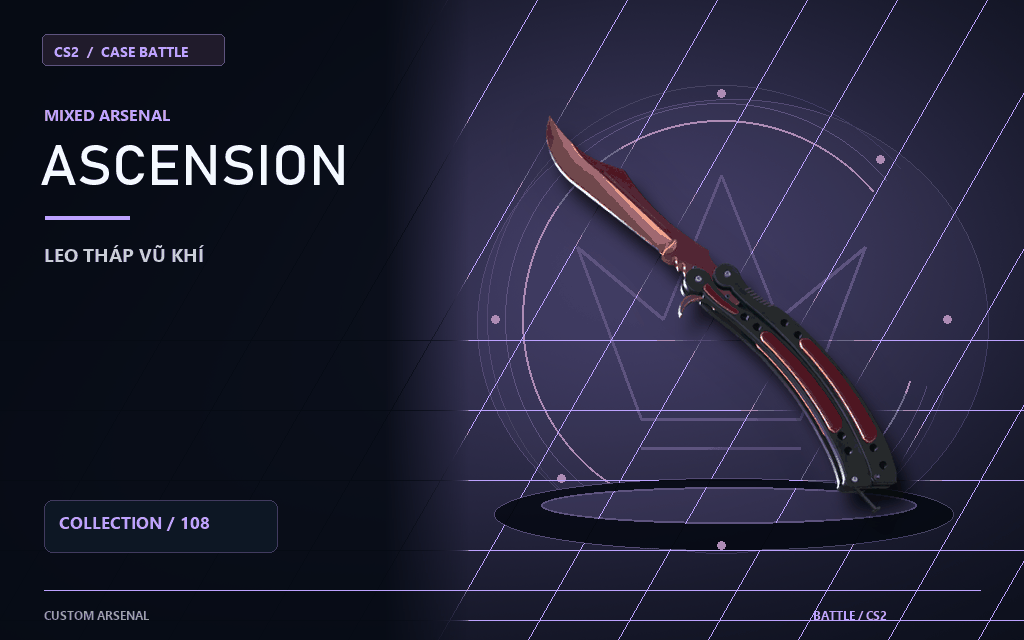 CS2 / CASE BATTLE
MIXED ARSENAL
ASCENSION
LEO THÁP VŨ KHÍ
COLLECTION / 108
CUSTOM ARSENAL
BATTLE / CS2